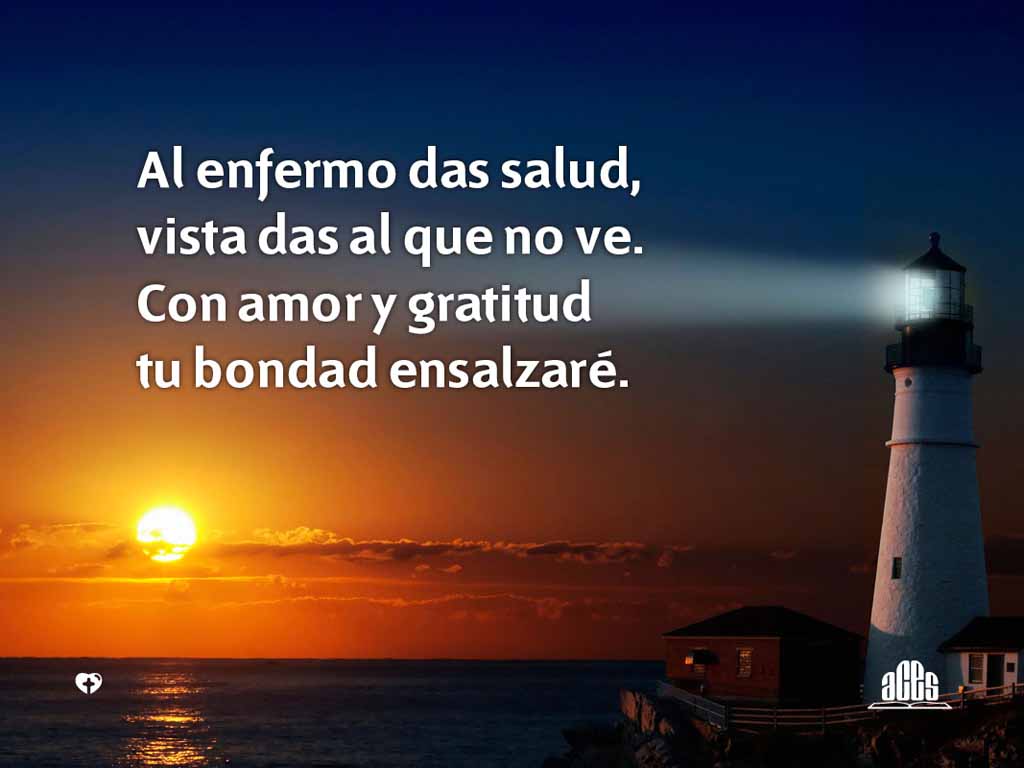 Al enfermo das salud,
vista das al que no ve.
Con amor y gratitud
tu bondad ensalzaré.
aces